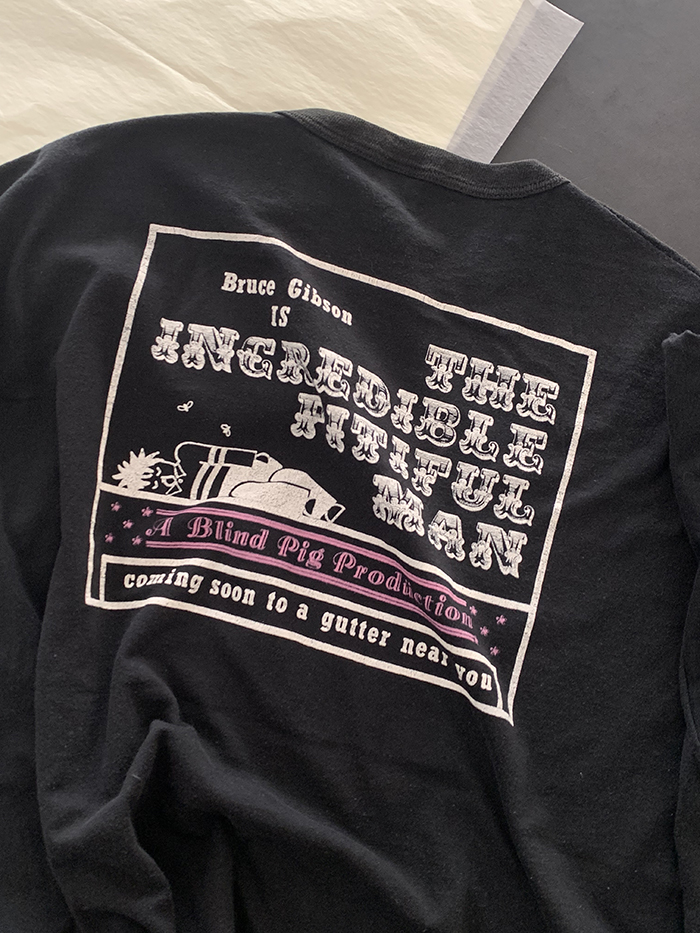 Bruce Gibson
IS
THE
INCREDIBLE
PITIFUL
MAN
A Blind Pig Production
coming soon to a gutter near you